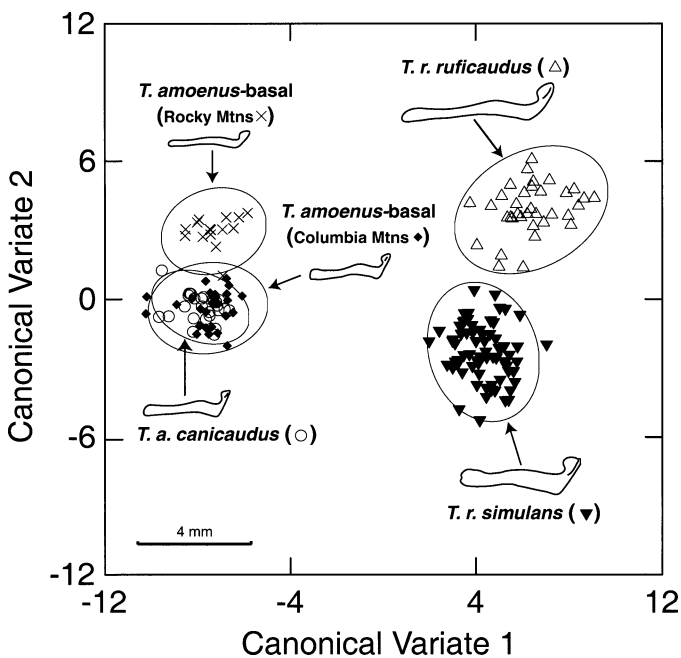 12
T. r. ruficaudus (△)
T. amoenus-basal
(Rocky Mtns ×)
6
T. amoenus-basal
(Columbia Mtns ◆)
Canonical Variate 2
0
T. a. canicaudus (○)
-6
T. r. simulans (▼)
4 mm
-12
-12 -4 4 12
Canonical Variate 1